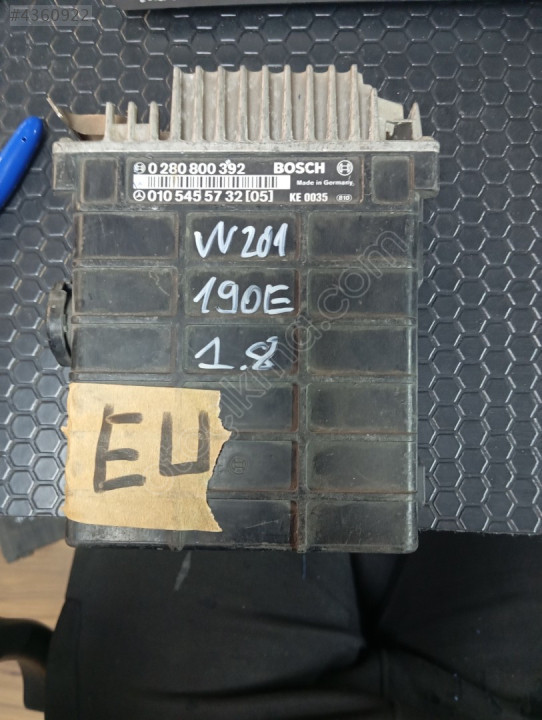 #4360922
0 280 800 392 BOSCH
Made in Germany
010 545 57 32 [05] KE 0035 010
W201
190E
1.8
EU